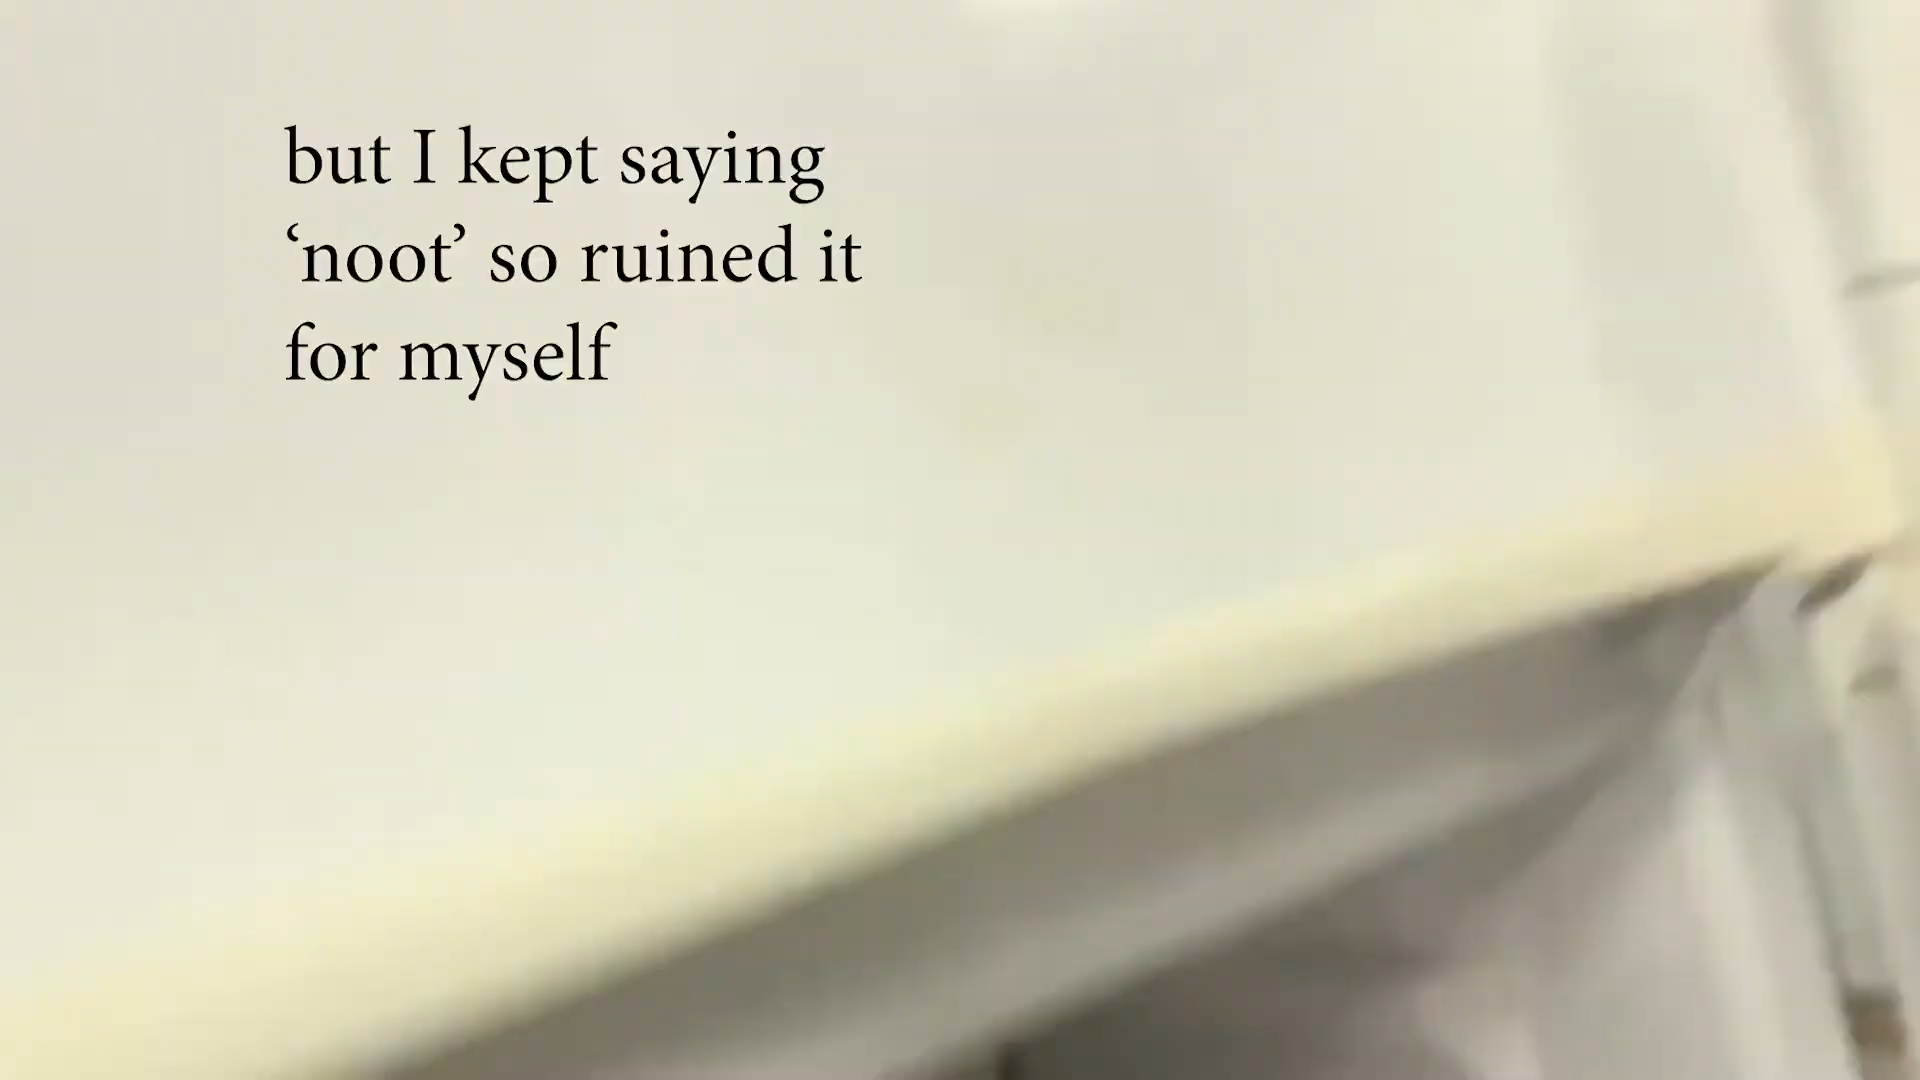 but I kept saying
‘noot’ so ruined it
for myself